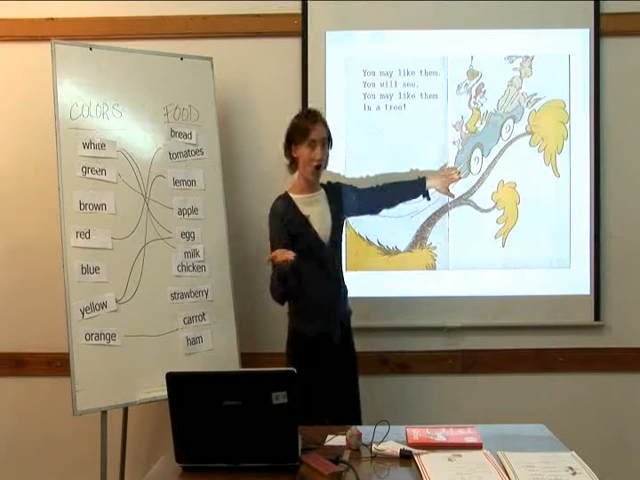 COLORS
white
green
brown
red
blue
yellow
orange
FOOD
bread
tomatoes
lemon
apple
egg
milk
chicken
strawberry
carrot
ham
You may like them.
You will see.
You may like them
In a tree!